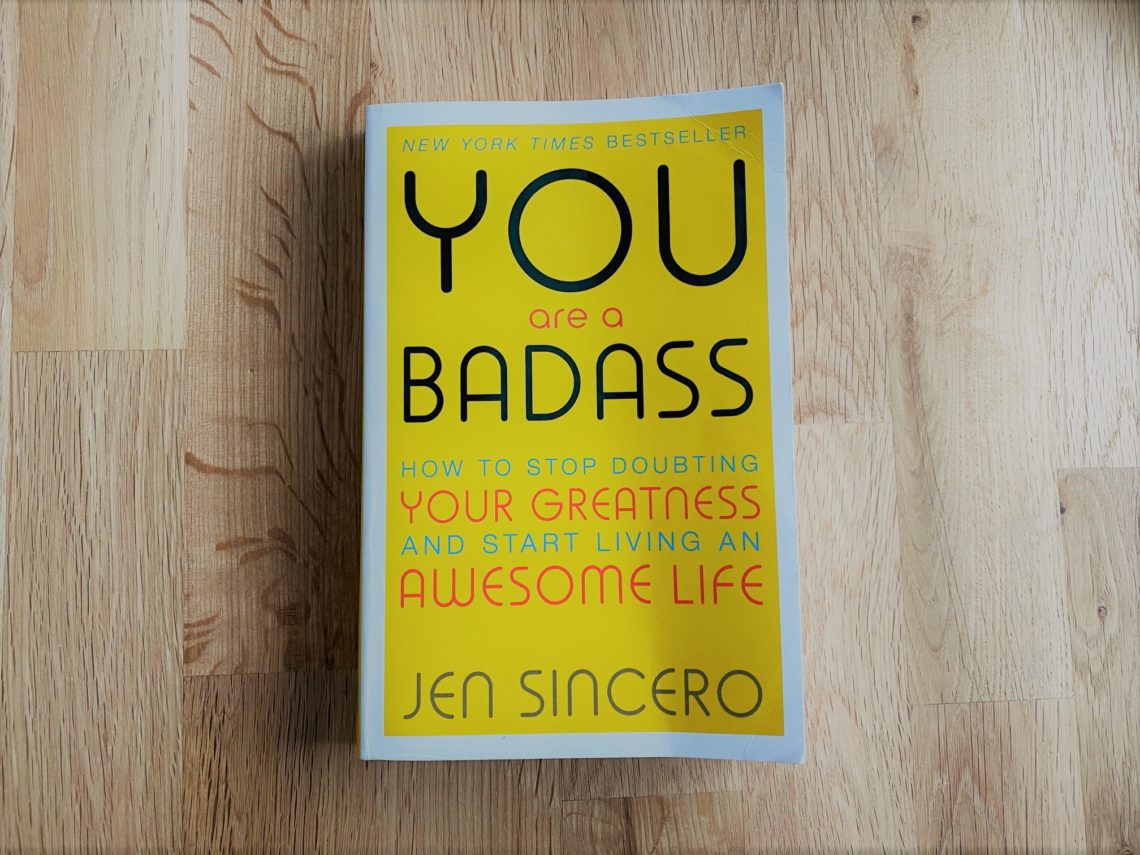 NEW YORK TIMES BESTSELLER
YOU
are a
BADASS
HOW TO STOP DOUBTING
YOUR GREATNESS
AND START LIVING AN
AWESOME LIFE
JEN SINCERO